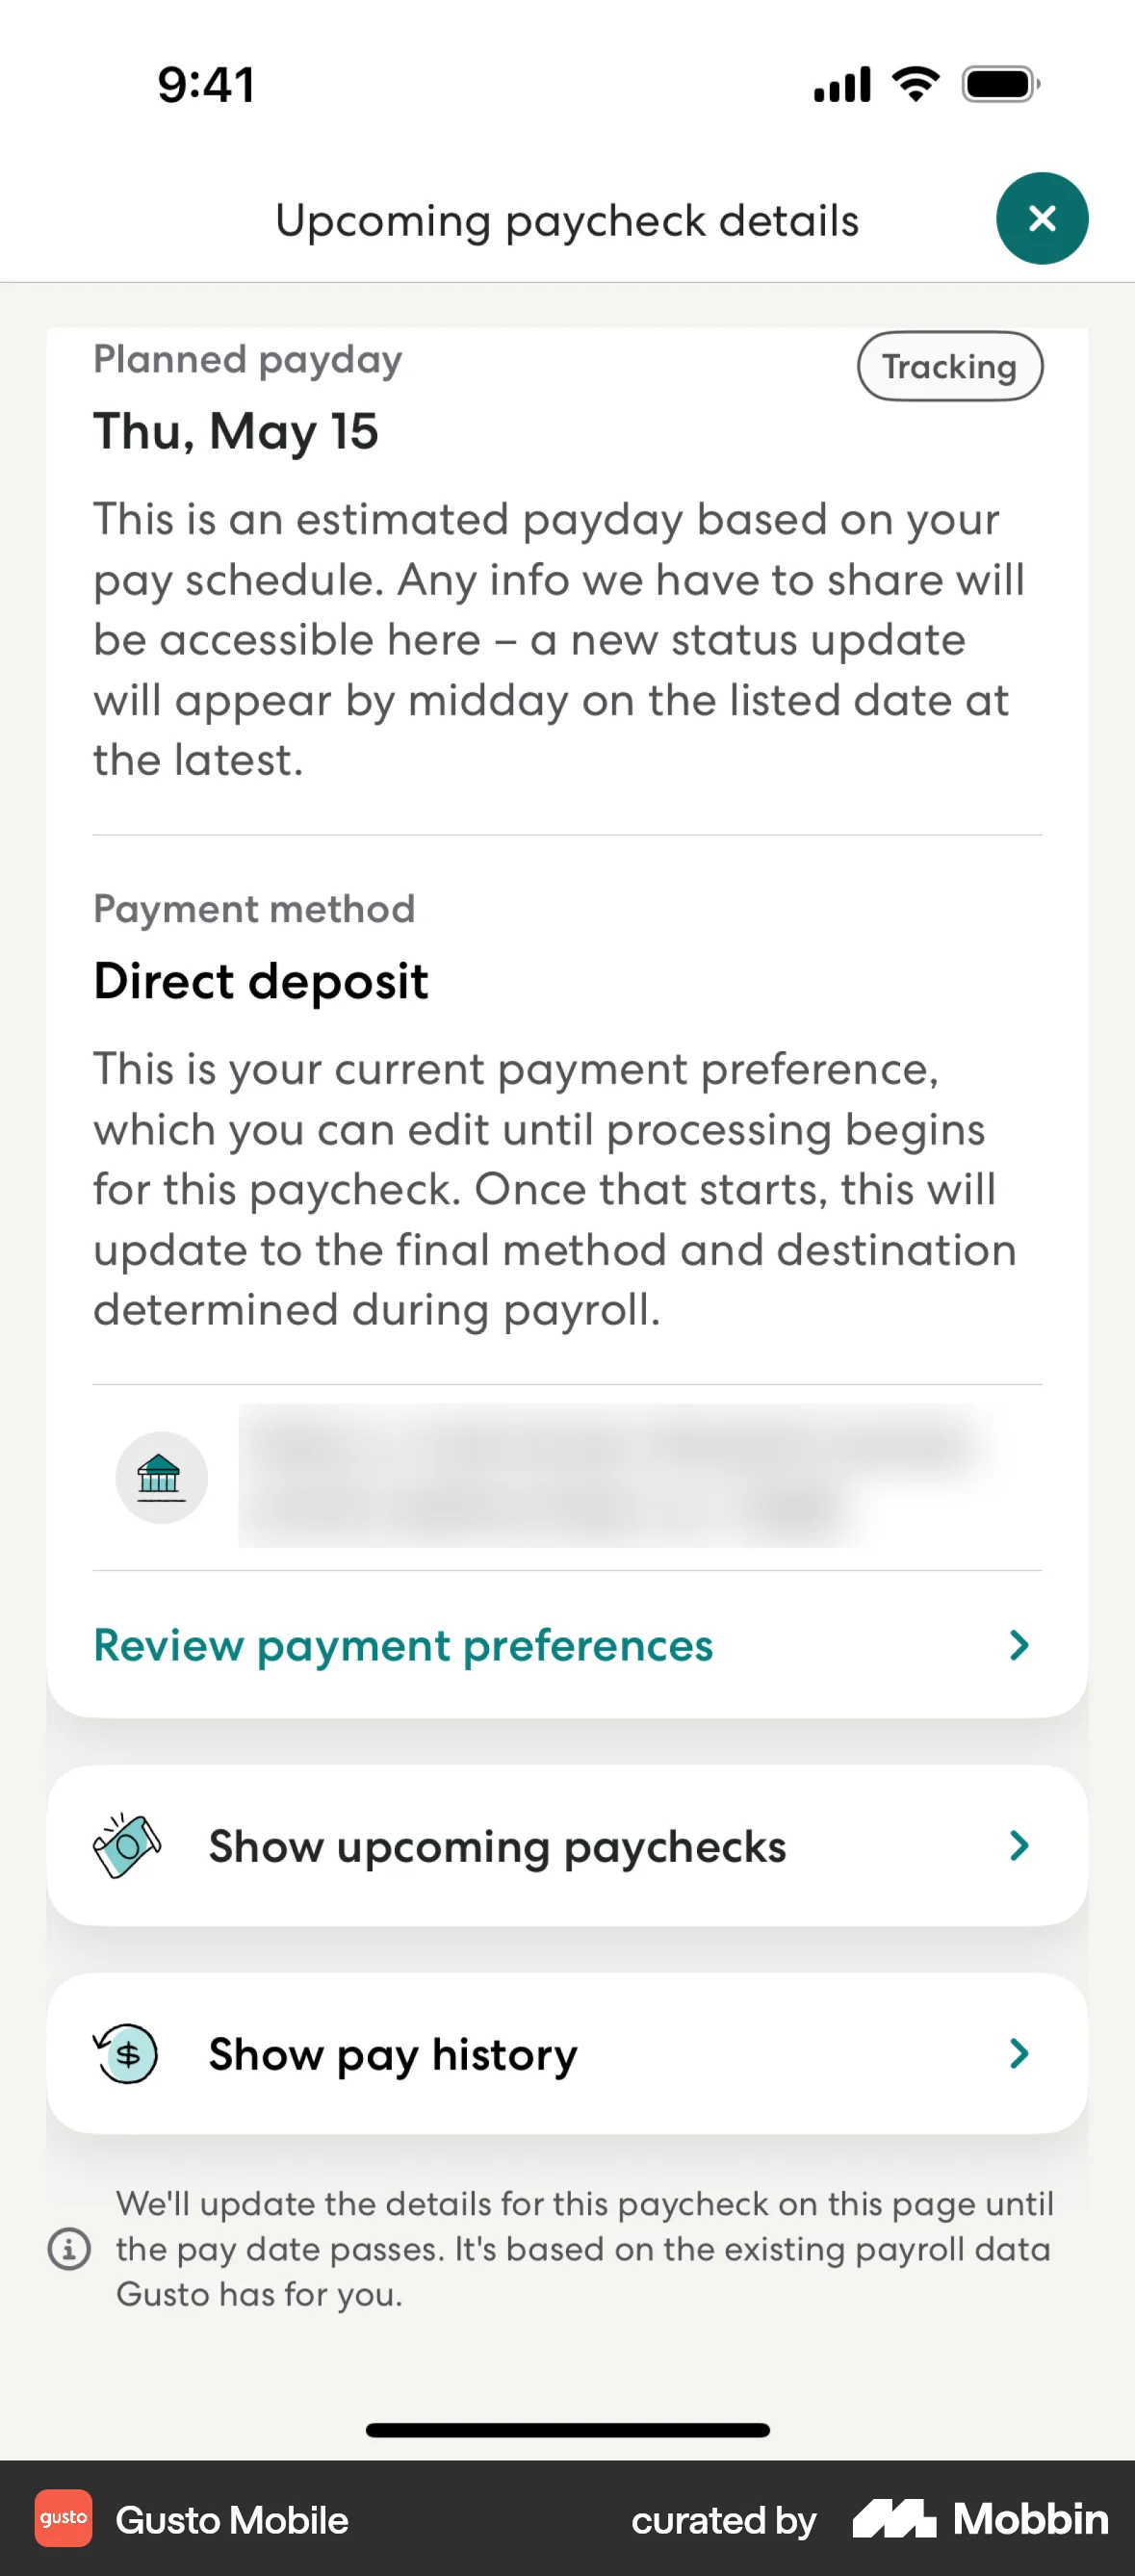 9:41
Upcoming paycheck details
Planned payday
Tracking
Thu, May 15
This is an estimated payday based on your
pay schedule. Any info we have to share will
be accessible here – a new status update
will appear by midday on the listed date at
the latest.
Payment method
Direct deposit
This is your current payment preference,
which you can edit until processing begins
for this paycheck. Once that starts, this will
update to the final method and destination
determined during payroll.
Review payment preferences
Show upcoming paychecks
$
Show pay history
We'll update the details for this paycheck on this page until
the pay date passes. It's based on the existing payroll data
Gusto has for you.
gusto
Gusto Mobile
curated by
Mobbin